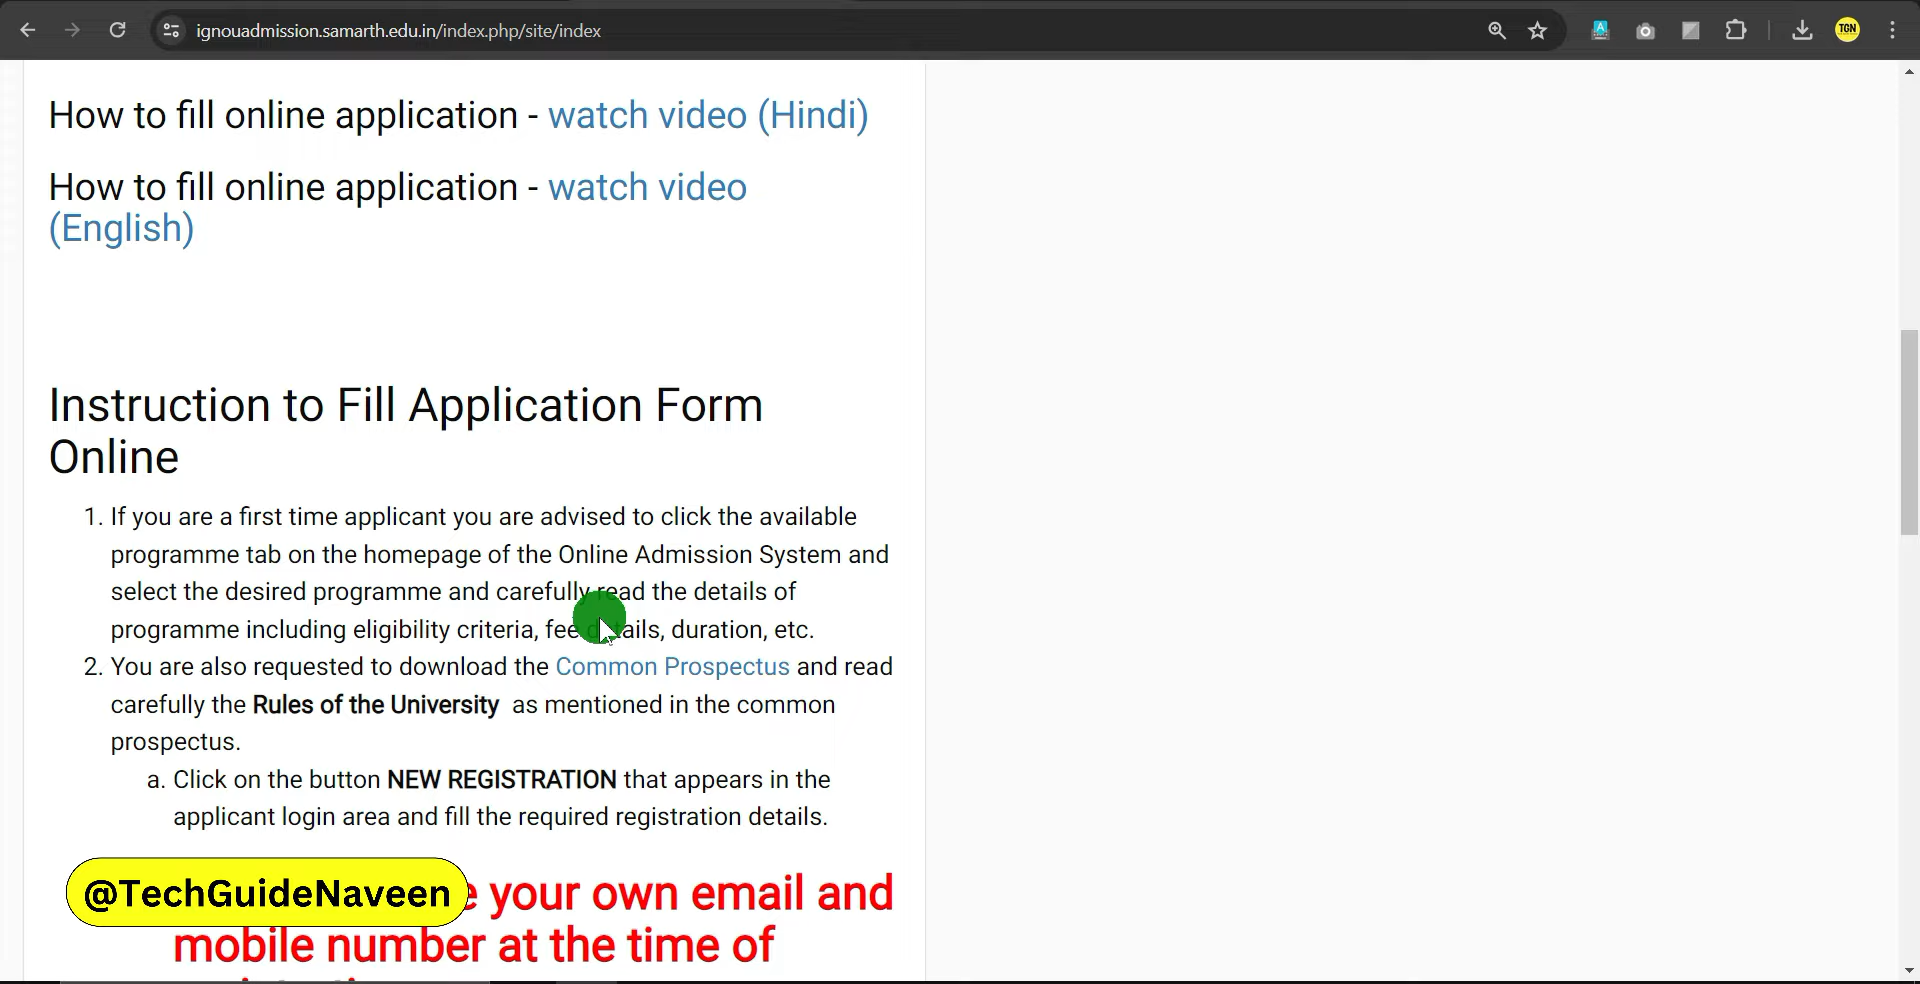 ignouadmission.samarth.edu.in/index.php/site/index
TGN
How to fill online application - watch video (Hindi)
How to fill online application - watch video
(English)
Instruction to Fill Application Form
Online
1. If you are a first time applicant you are advised to click the available
programme tab on the homepage of the Online Admission System and
select the desired programme and carefully read the details of
programme including eligibility criteria, fee details, duration, etc.
2. You are also requested to download the Common Prospectus and read
carefully the Rules of the University as mentioned in the common
prospectus.
a. Click on the button NEW REGISTRATION that appears in the
applicant login area and fill the required registration details.
@TechGuideNaveen
your own email and
mobile number at the time of